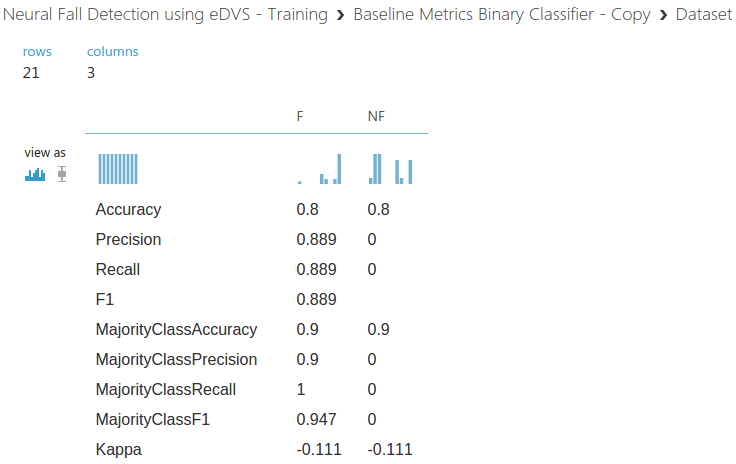 Neural Fall Detection using eDVS - Training ❯ Baseline Metrics Binary Classifier - Copy ❯ Dataset
rows columns
21 3
F NF
view as
Accuracy 0.8 0.8
Precision 0.889 0
Recall 0.889 0
F1 0.889
MajorityClassAccuracy 0.9 0.9
MajorityClassPrecision 0.9 0
MajorityClassRecall 1 0
MajorityClassF1 0.947 0
Kappa -0.111 -0.111